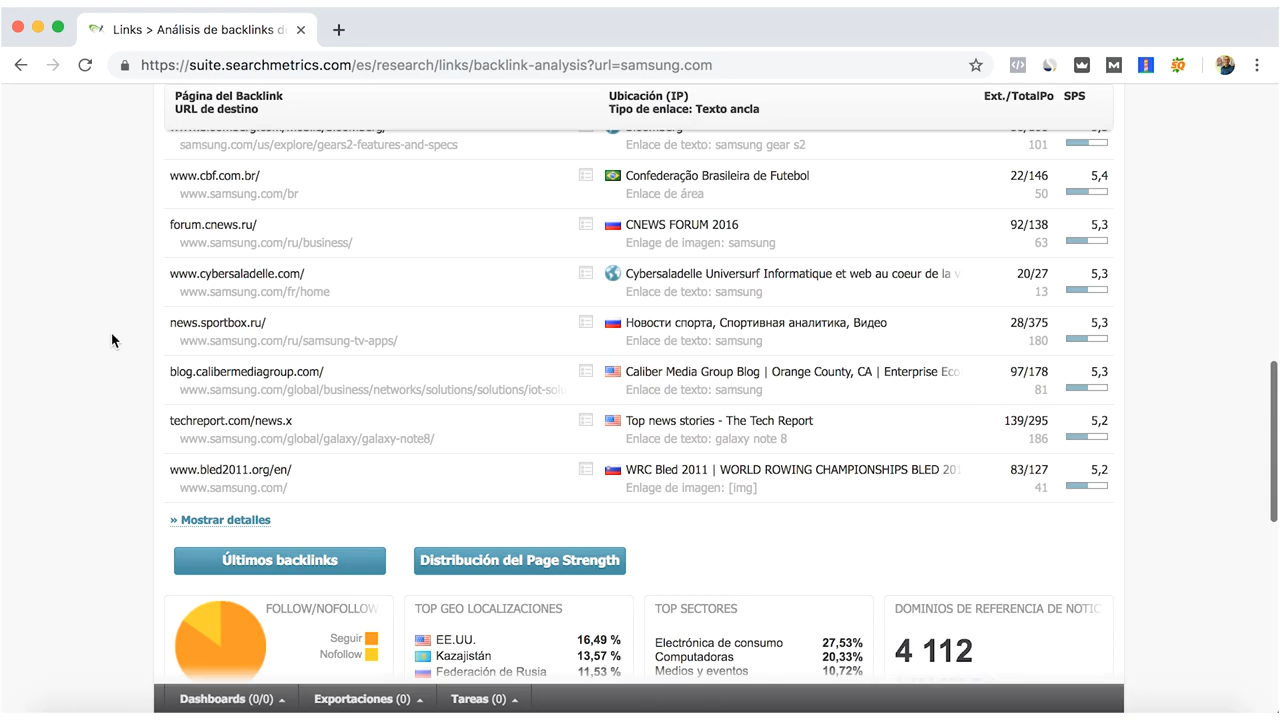 Links > Análisis de backlinks d
https://suite.searchmetrics.com/es/research/links/backlink-analysis?url=samsung.com
Página del Backlink
URL de destino
Ubicación (IP)
Tipo de enlace: Texto ancla
Ext./TotalPo
SPS
samsung.com/us/explore/gears2-features-and-specs
Enlace de texto: samsung gear s2
101
www.cbf.com.br/
Confederação Brasileira de Futebol
22/146
5,4
www.samsung.com/br
Enlace de área
50
forum.cnews.ru/
CNEWS FORUM 2016
92/138
5,3
www.samsung.com/ru/business/
Enlage de imagen: samsung
63
www.cybersaladelle.com/
Cybersaladelle Universurf Informatique et web au coeur de la v
20/27
5,3
www.samsung.com/fr/home
Enlace de texto: samsung
13
news.sportbox.ru/
Новости спорта, Спортивная аналитика, Видео
28/375
5,3
www.samsung.com/ru/samsung-tv-apps/
Enlace de texto: samsung
180
blog.calibermediagroup.com/
Caliber Media Group Blog | Orange County, CA | Enterprise Eco
97/178
5,3
www.samsung.com/global/business/networks/solutions/solutions/iot-solu
Enlace de texto: samsung
81
techreport.com/news.x
Top news stories - The Tech Report
139/295
5,2
www.samsung.com/global/galaxy/galaxy-note8/
Enlace de texto: galaxy note 8
186
www.bled2011.org/en/
WRC Bled 2011 | WORLD ROWING CHAMPIONSHIPS BLED 201
83/127
5,2
www.samsung.com/
Enlage de imagen: [img]
41
» Mostrar detalles
Últimos backlinks
Distribución del Page Strength
FOLLOW/NOFOLLOW
Seguir
Nofollow
TOP GEO LOCALIZACIONES
EE.UU. 16,49 %
Kazajistán 13,57 %
Federación de Rusia 11,53 %
TOP SECTORES
Electrónica de consumo 27,53%
Computadoras 20,33%
Medios y eventos 10,72%
DOMINIOS DE REFERENCIA DE NOTIC
4 112
Dashboards (0/0)
Exportaciones (0)
Tareas (0)